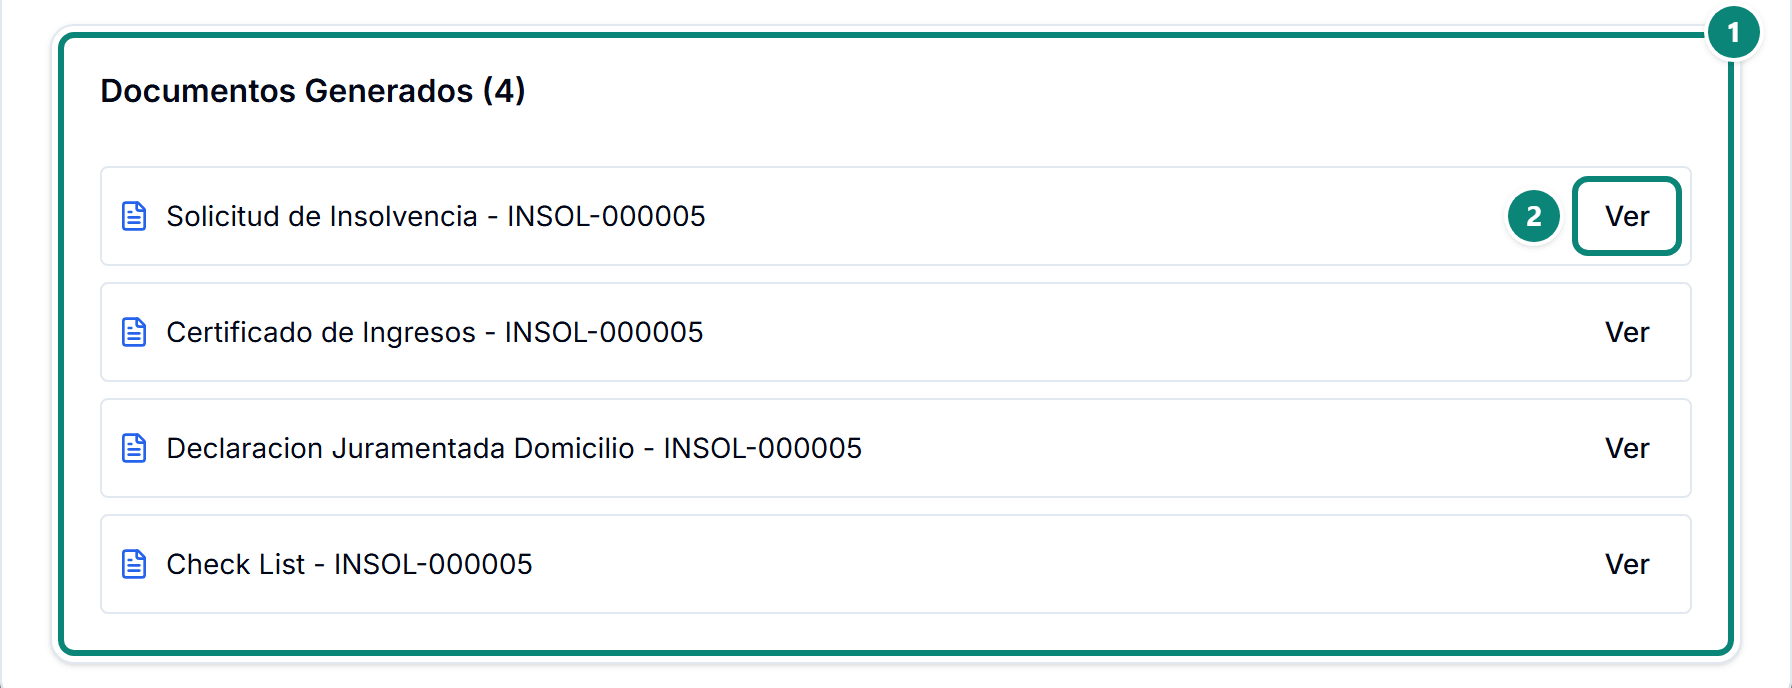 1
Documentos Generados (4)
Solicitud de Insolvencia - INSOL-000005 2 Ver
Certificado de Ingresos - INSOL-000005 Ver
Declaracion Juramentada Domicilio - INSOL-000005 Ver
Check List - INSOL-000005 Ver